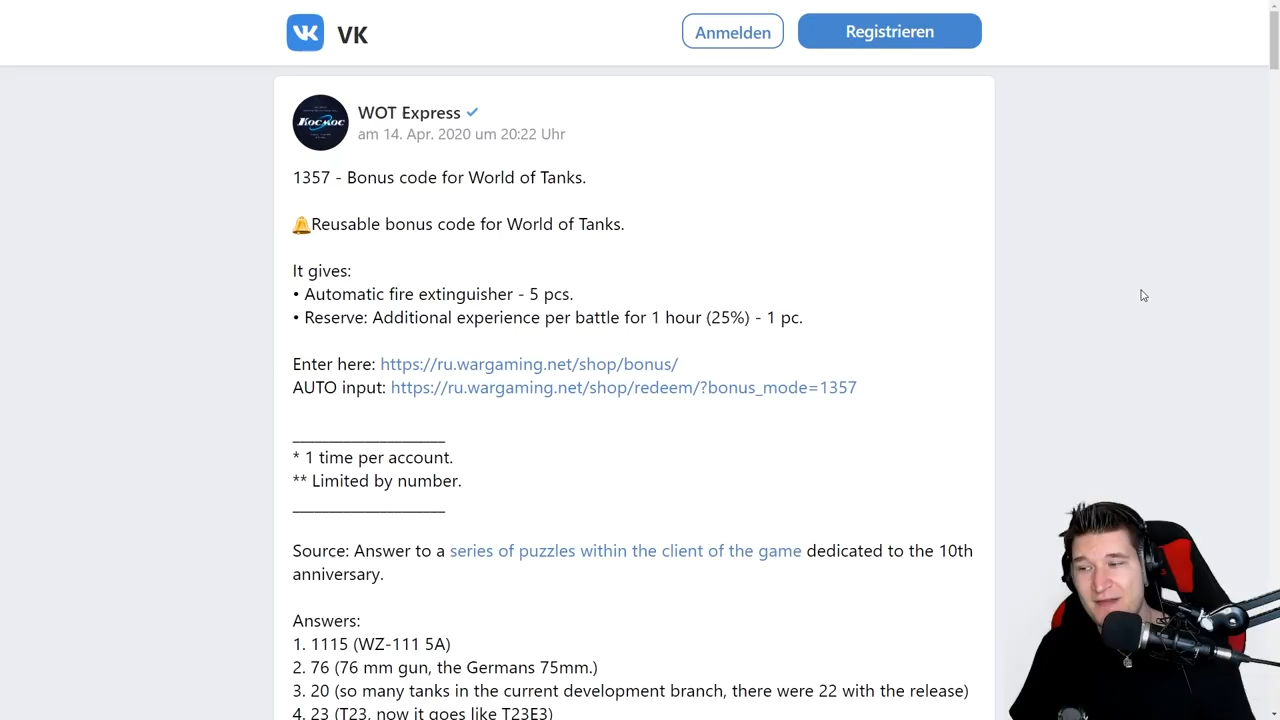 VK
Anmelden
Registrieren
Космос
WOT Express
am 14. Apr. 2020 um 20:22 Uhr
1357 - Bonus code for World of Tanks.
🔔Reusable bonus code for World of Tanks.
It gives:
• Automatic fire extinguisher - 5 pcs.
• Reserve: Additional experience per battle for 1 hour (25%) - 1 pc.
Enter here: https://ru.wargaming.net/shop/bonus/
AUTO input: https://ru.wargaming.net/shop/redeem/?bonus_mode=1357
____________________
* 1 time per account.
** Limited by number.
____________________
Source: Answer to a series of puzzles within the client of the game dedicated to the 10th
anniversary.
Answers:
1. 1115 (WZ-111 5A)
2. 76 (76 mm gun, the Germans 75mm.)
3. 20 (so many tanks in the current development branch, there were 22 with the release)
4. 23 (T23, now it goes like T23E3)